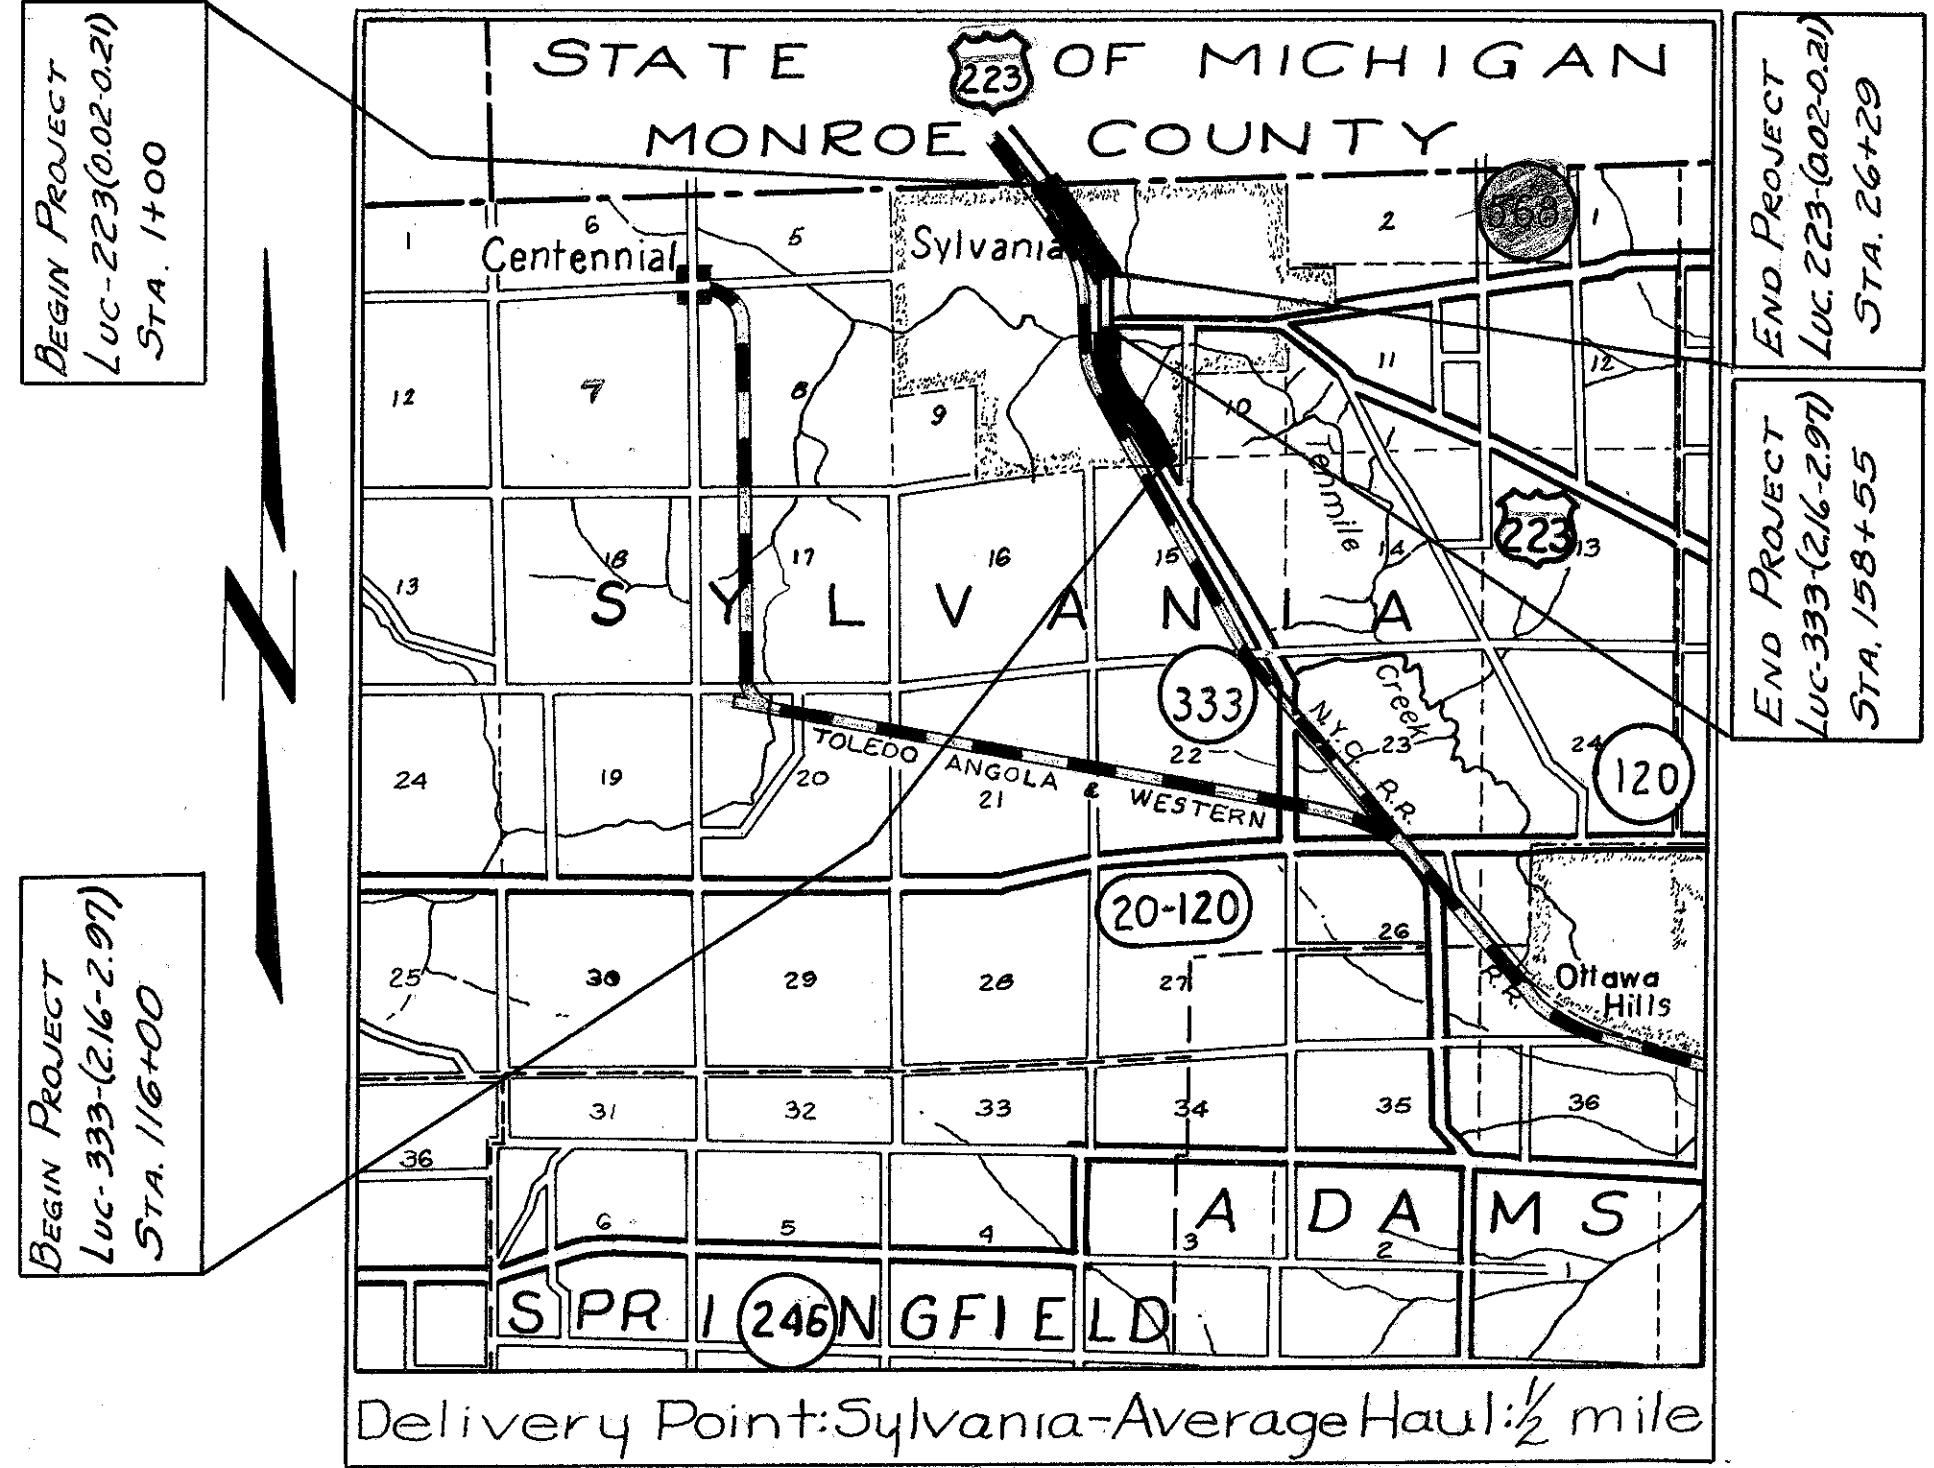 BEGIN PROJECT
LUC-223(0.02-0.21)
STA. 1+00
STATE OF MICHIGAN
223
MONROE COUNTY
END PROJECT
LUC. 223-(0.02-0.21)
STA. 26+29
END PROJECT
LUC-333-(2.16-2.97)
STA. 158+55
BEGIN PROJECT
LUC-333-(2.16-2.97)
STA. 116+00
N
1
6
5
2
568
1
Centennial
Sylvania
12
7
8
9
10
11
12
Tenmile
Creek
223
13
18
17
16
15
14
13
SYLVANIA
333
N.Y.C. R.R.
TOLEDO ANGOLA & WESTERN
R.R.
24
19
20
21
22
23
24
120
20-120
25
30
29
28
27
26
Ottawa
Hills
31
32
33
34
35
36
36
ADAMS
6
5
4
3
2
1
SPRINGFIELD
246
Delivery Point:Sylvania-Average Haul:½ mile